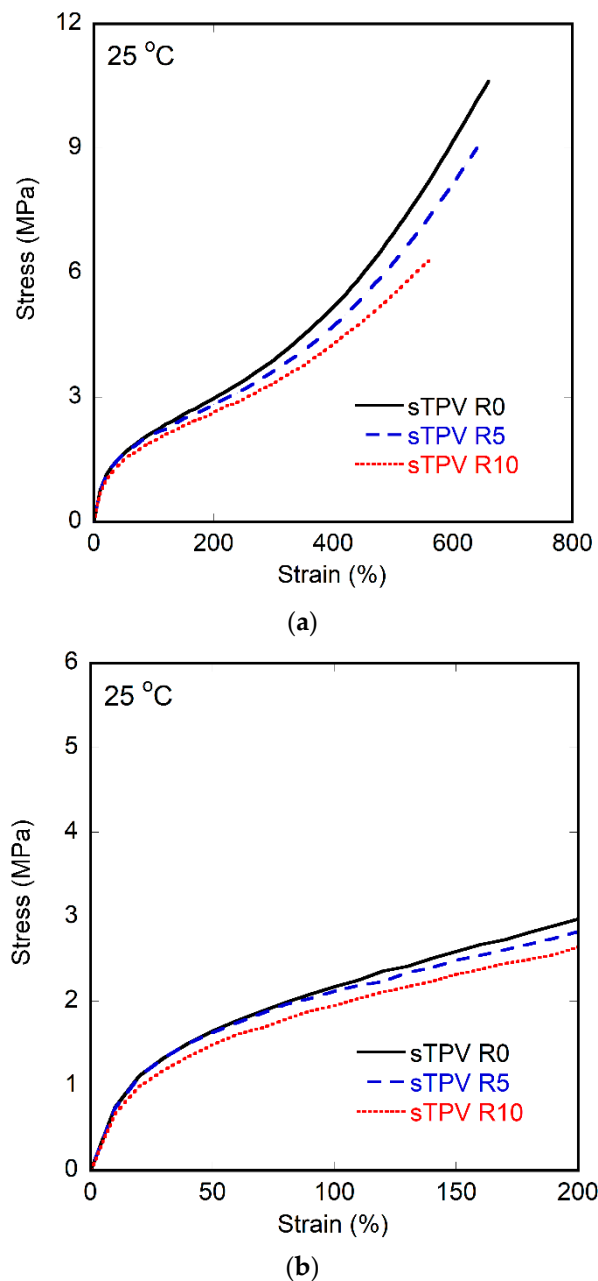 12
25 °C
9
Stress (MPa)
6
3
sTPV R0
sTPV R5
sTPV R10
0
0 200 400 600 800
Strain (%)
(a)
6
25 °C
5
4
Stress (MPa)
3
2
sTPV R0
1
sTPV R5
sTPV R10
0
0 50 100 150 200
Strain (%)
(b)